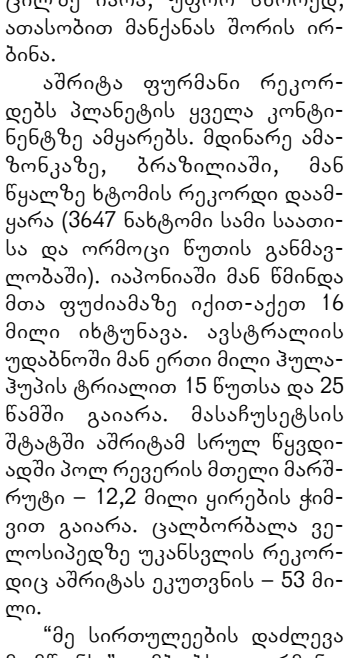 ათასობით მანქანას შორის ირ-
ბინა.
აშრიტა ფურმანი რეკორ-
დებს პლანეტის ყველა კონტი-
ნენტზე ამყარებს. მდინარე ამა-
ზონკაზე, ბრაზილიაში, მან
წყალზე ხტომის რეკორდი დაამ-
ყარა (3647 ნახტომი სამი საათი-
სა და ორმოცი წუთის განმავ-
ლობაში). იაპონიაში მან წმინდა
მთა ფუძიამაზე იქით-აქეთ 16
მილი იხტუნავა. ავსტრალიის
უდაბნოში მან ერთი მილი ჰულა-
ჰუპის ტრიალით 15 წუთსა და 25
წამში გაიარა. მასაჩუსეტსის
შტატში აშრიტამ სრულ წყვდი-
ადში პოლ რევერის მთელი მარშ-
რუტი – 12,2 მილი ყირების ჭიმ-
ვით გაიარა. ცალბორბალა ვე-
ლოსიპედზე უკანსვლის რეკორ-
დიც აშრიტას ეკუთვნის – 53 მი-
ლი.
“მე სირთულეების დაძლევა